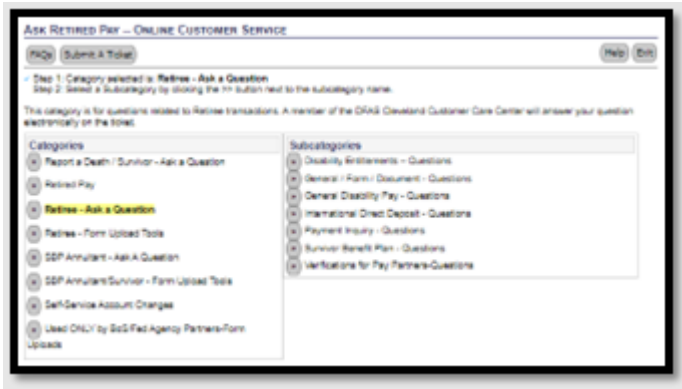 ASK RETIRED PAY – ONLINE CUSTOMER SERVICE
FAQs Submit A Ticket Help Exit
Step 1: Category selected is: Retiree - Ask a Question
Step 2: Select a Subcategory by clicking the >> button next to the subcategory name.
This category is for questions related to Retiree transactions. A member of the DFAS Cleveland Customer Care Center will answer your question
electronically on the ticket.
Categories
Report a Death / Survivor - Ask a Question
Retired Pay
Retiree - Ask a Question
Retiree - Form Upload Tools
SBP Annuitant - Ask A Question
SBP Annuitant/Survivor - Form Upload Tools
Self-Service Account Changes
Used ONLY by BoS/Fed Agency Partners-Form
Uploads
Subcategories
Disability Entitlements – Questions
General / Form / Document - Questions
General Disability Pay - Questions
International Direct Deposit - Questions
Payment Inquiry - Questions
Survivor Benefit Plan - Questions
Verifications for Pay Partners-Questions